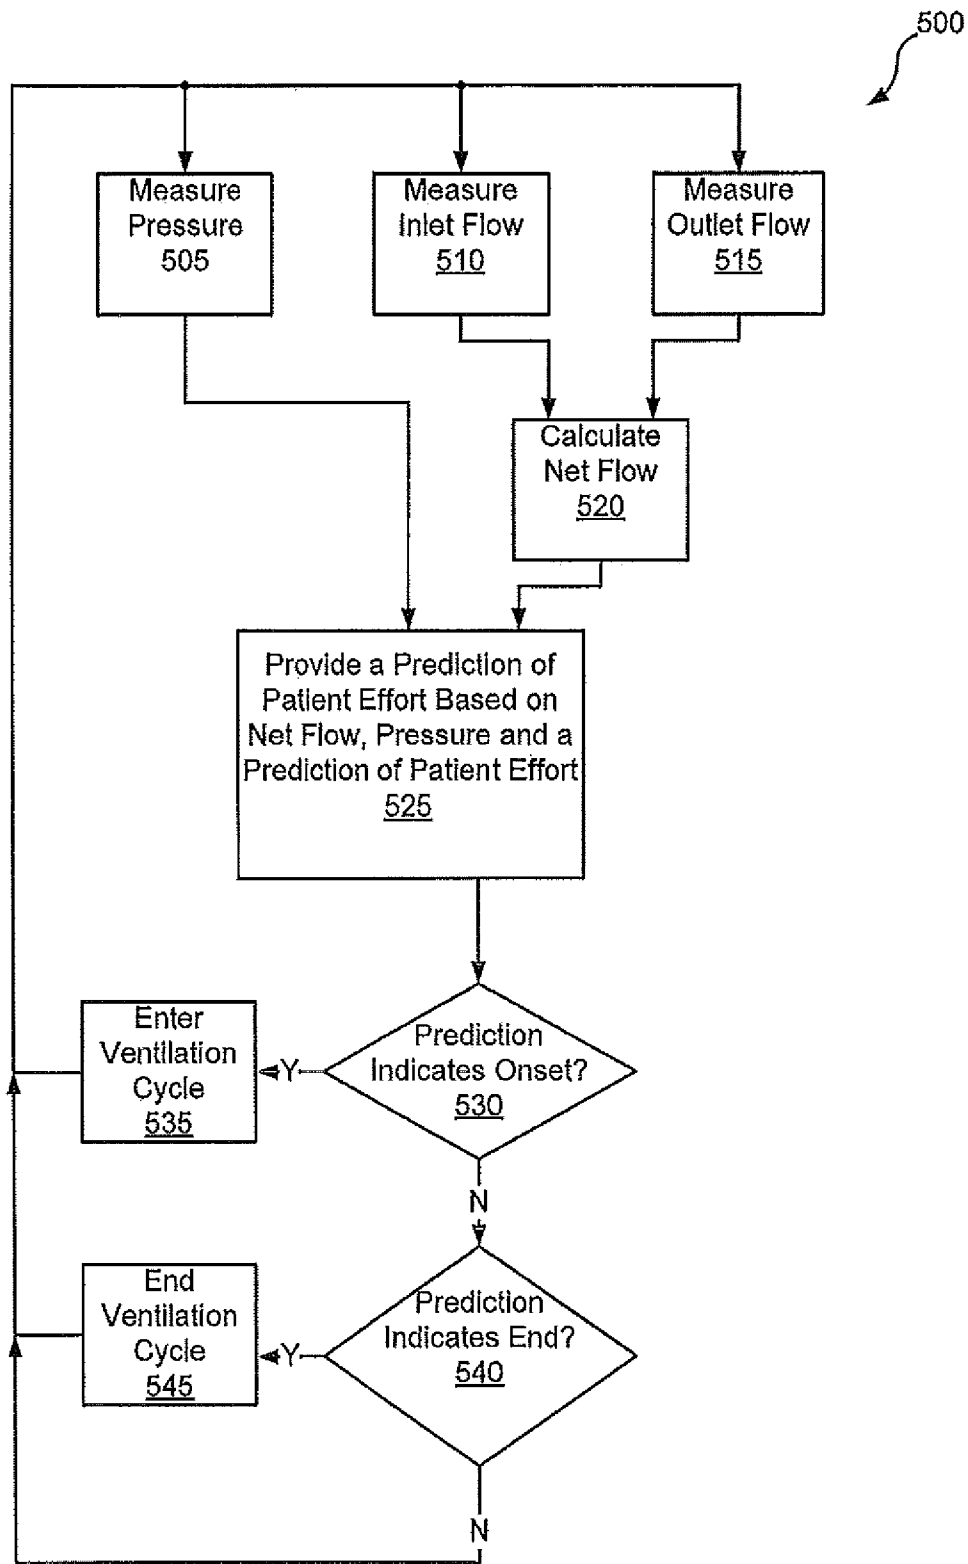 500
Measure
Pressure
505
Measure
Inlet Flow
510
Measure
Outlet Flow
515
Calculate
Net Flow
520
Provide a Prediction of
Patient Effort Based on
Net Flow, Pressure and a
Prediction of Patient Effort
525
Prediction
Indicates Onset?
530
Y
Enter
Ventilation
Cycle
535
N
Prediction
Indicates End?
540
Y
End
Ventilation
Cycle
545
N